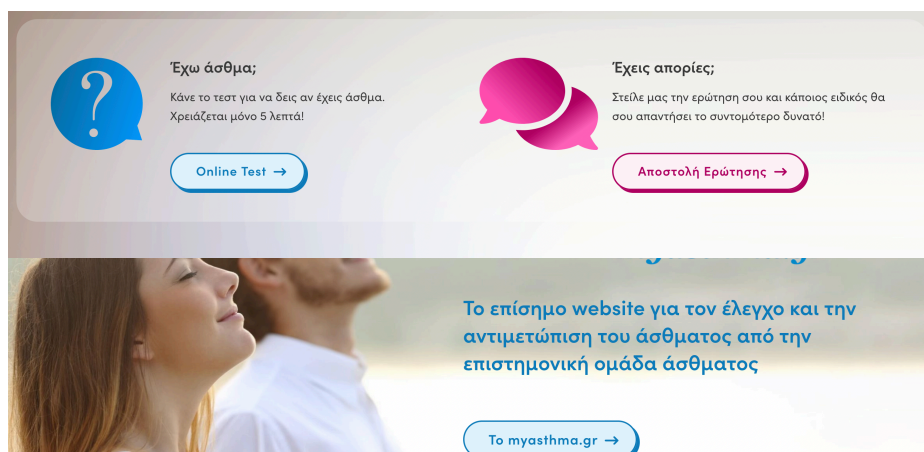 Έχω άσθμα;
Κάνε το τεστ για να δεις αν έχεις άσθμα.
Χρειάζεται μόνο 5 λεπτά!
Online Test →
Έχεις απορίες;
Στείλε μας την ερώτηση σου και κάποιος ειδικός θα
σου απαντήσει το συντομότερο δυνατό!
Αποστολή Ερώτησης →
Το επίσημο website για τον έλεγχο και την
αντιμετώπιση του άσθματος από την
επιστημονική ομάδα άσθματος
Το myasthma.gr →